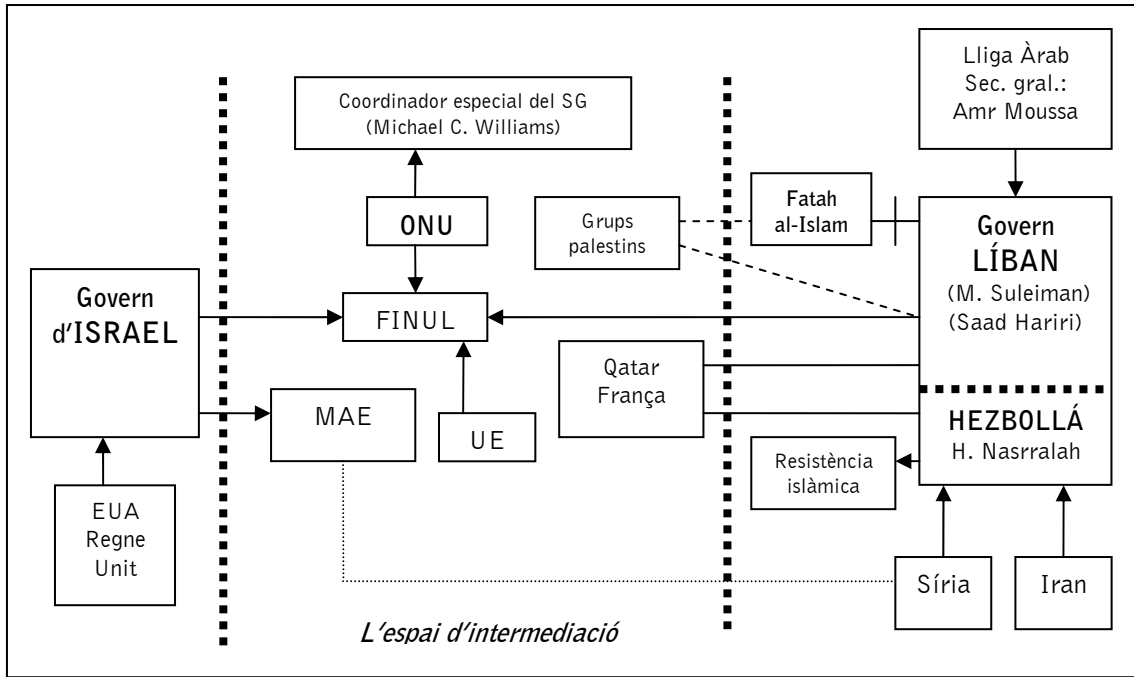 Lliga Àrab
Sec. gral.:
Amr Moussa
Coordinador especial del SG
(Michael C. Williams)
ONU
Grups
palestins
Fatah
al-Islam
Govern
LÍBAN
(M. Suleiman)
(Saad Hariri)
Govern
d'ISRAEL
FINUL
Qatar
França
MAE
UE
HEZBOLLÁ
H. Nasrralah
Resistència
islàmica
EUA
Regne
Unit
Síria
Iran
L'espai d'intermediació